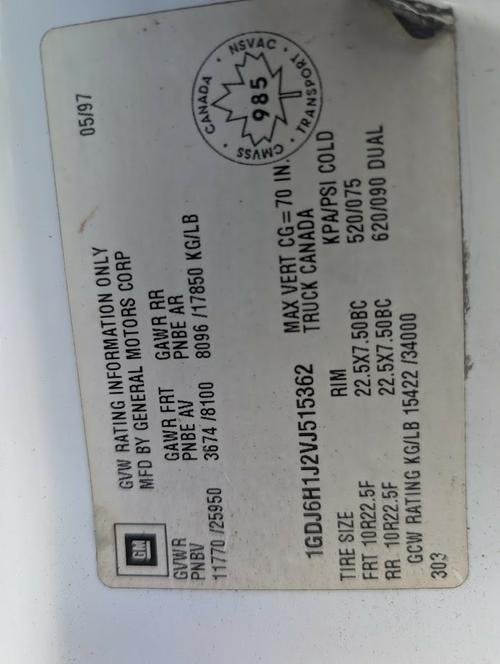 GM
GVW RATING INFORMATION ONLY
MFD BY GENERAL MOTORS CORP
05/97
GVWR GAWR FRT GAWR RR
PNBV PNBE AV PNBE AR
11770 /25950 3674 /8100 8096 /17850 KG/LB
CANADA · NSVAC · TRANSPORT · CMVSS ·
985
1GDJ6H1J2VJ515362
MAX VERT CG=70 IN.
TRUCK CANADA
TIRE SIZE RIM KPA/PSI COLD
FRT 10R22.5F 22.5X7.50BC 520/075
RR 10R22.5F 22.5X7.50BC 620/090 DUAL
GCW RATING KG/LB 15422 /34000
303